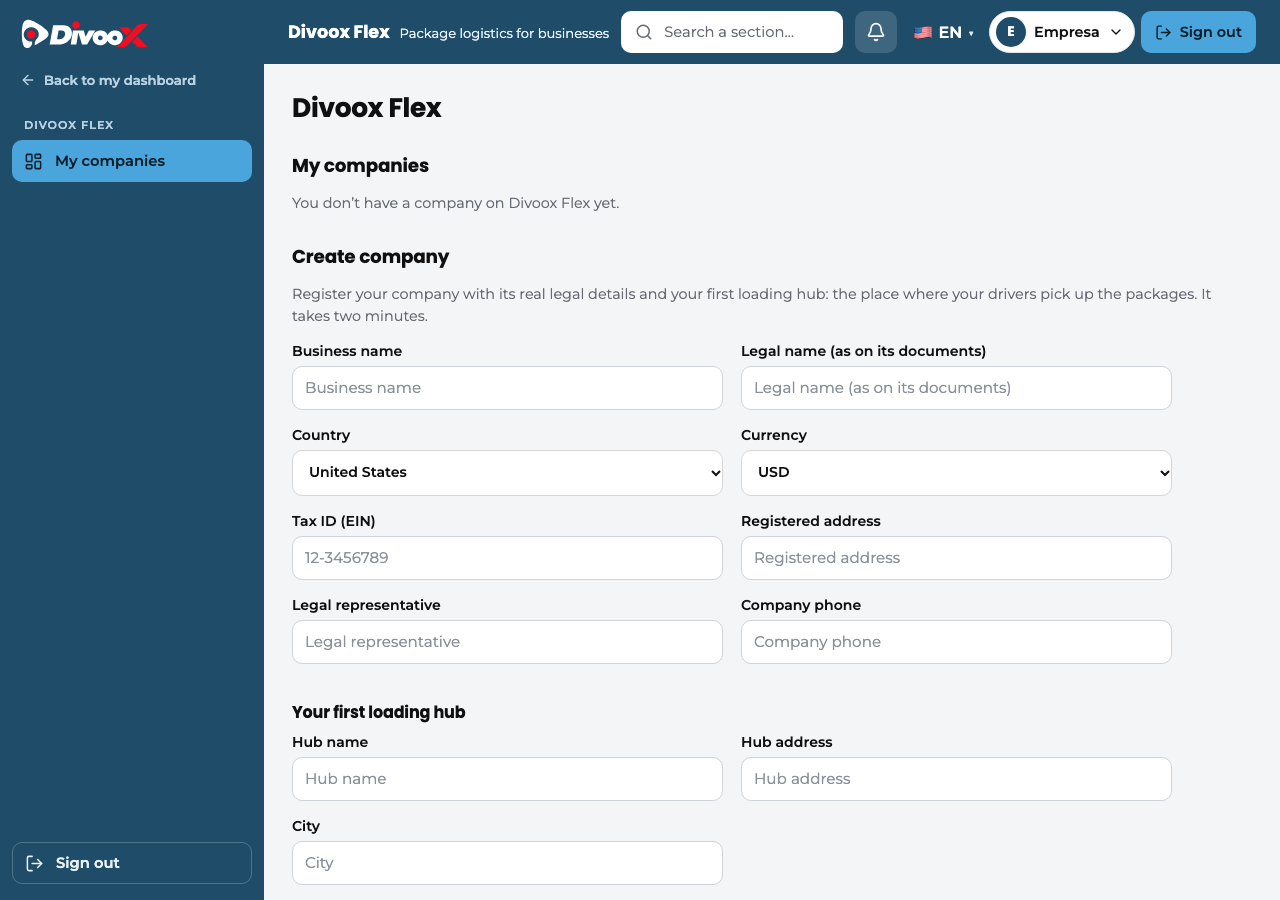 DivooX
Divoox Flex
Package logistics for businesses
Search a section...
EN
E
Empresa
Sign out
Back to my dashboard
DIVOOX FLEX
My companies
Sign out
Divoox Flex
My companies
You don't have a company on Divoox Flex yet.
Create company
Register your company with its real legal details and your first loading hub: the place where your drivers pick up the packages. It
takes two minutes.
Business name
Legal name (as on its documents)
Business name
Legal name (as on its documents)
Country
Currency
United States
USD
Tax ID (EIN)
Registered address
12-3456789
Registered address
Legal representative
Company phone
Legal representative
Company phone
Your first loading hub
Hub name
Hub address
Hub name
Hub address
City
City